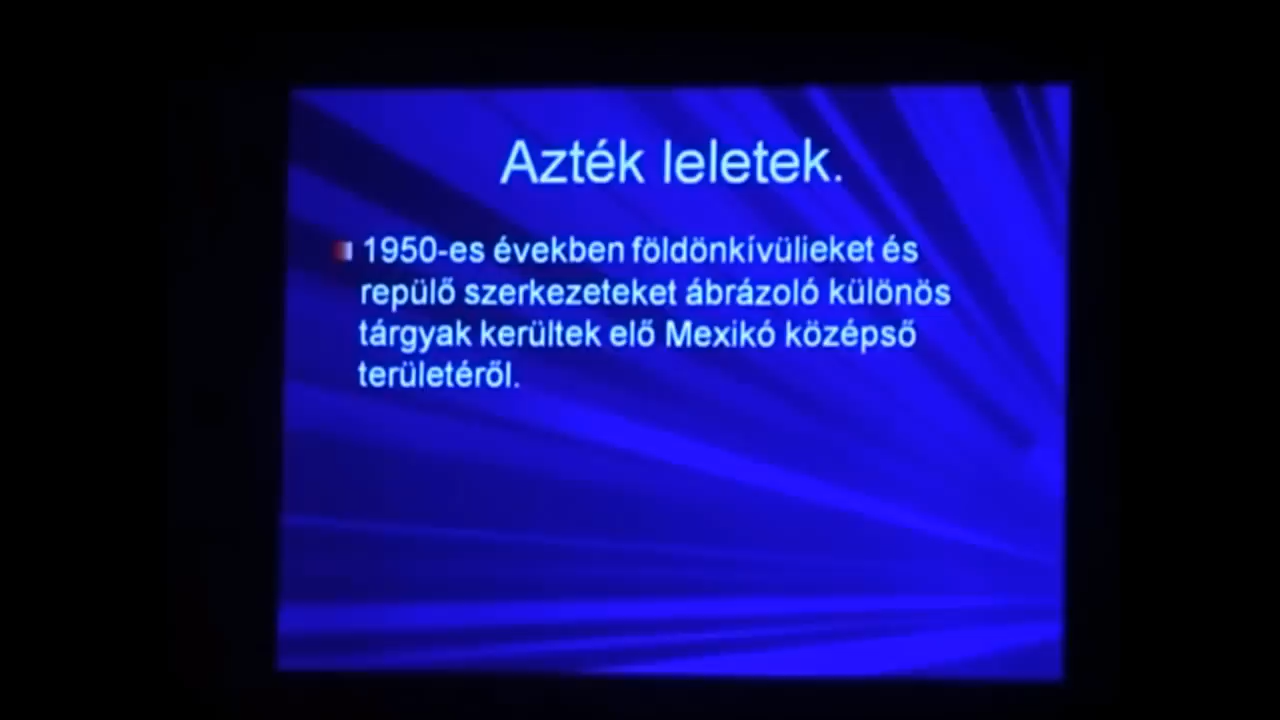 Azték leletek.
1950-es években földönkívülieket és
repülő szerkezeteket ábrázoló különös
tárgyak kerültek elő Mexikó középső
területéről.